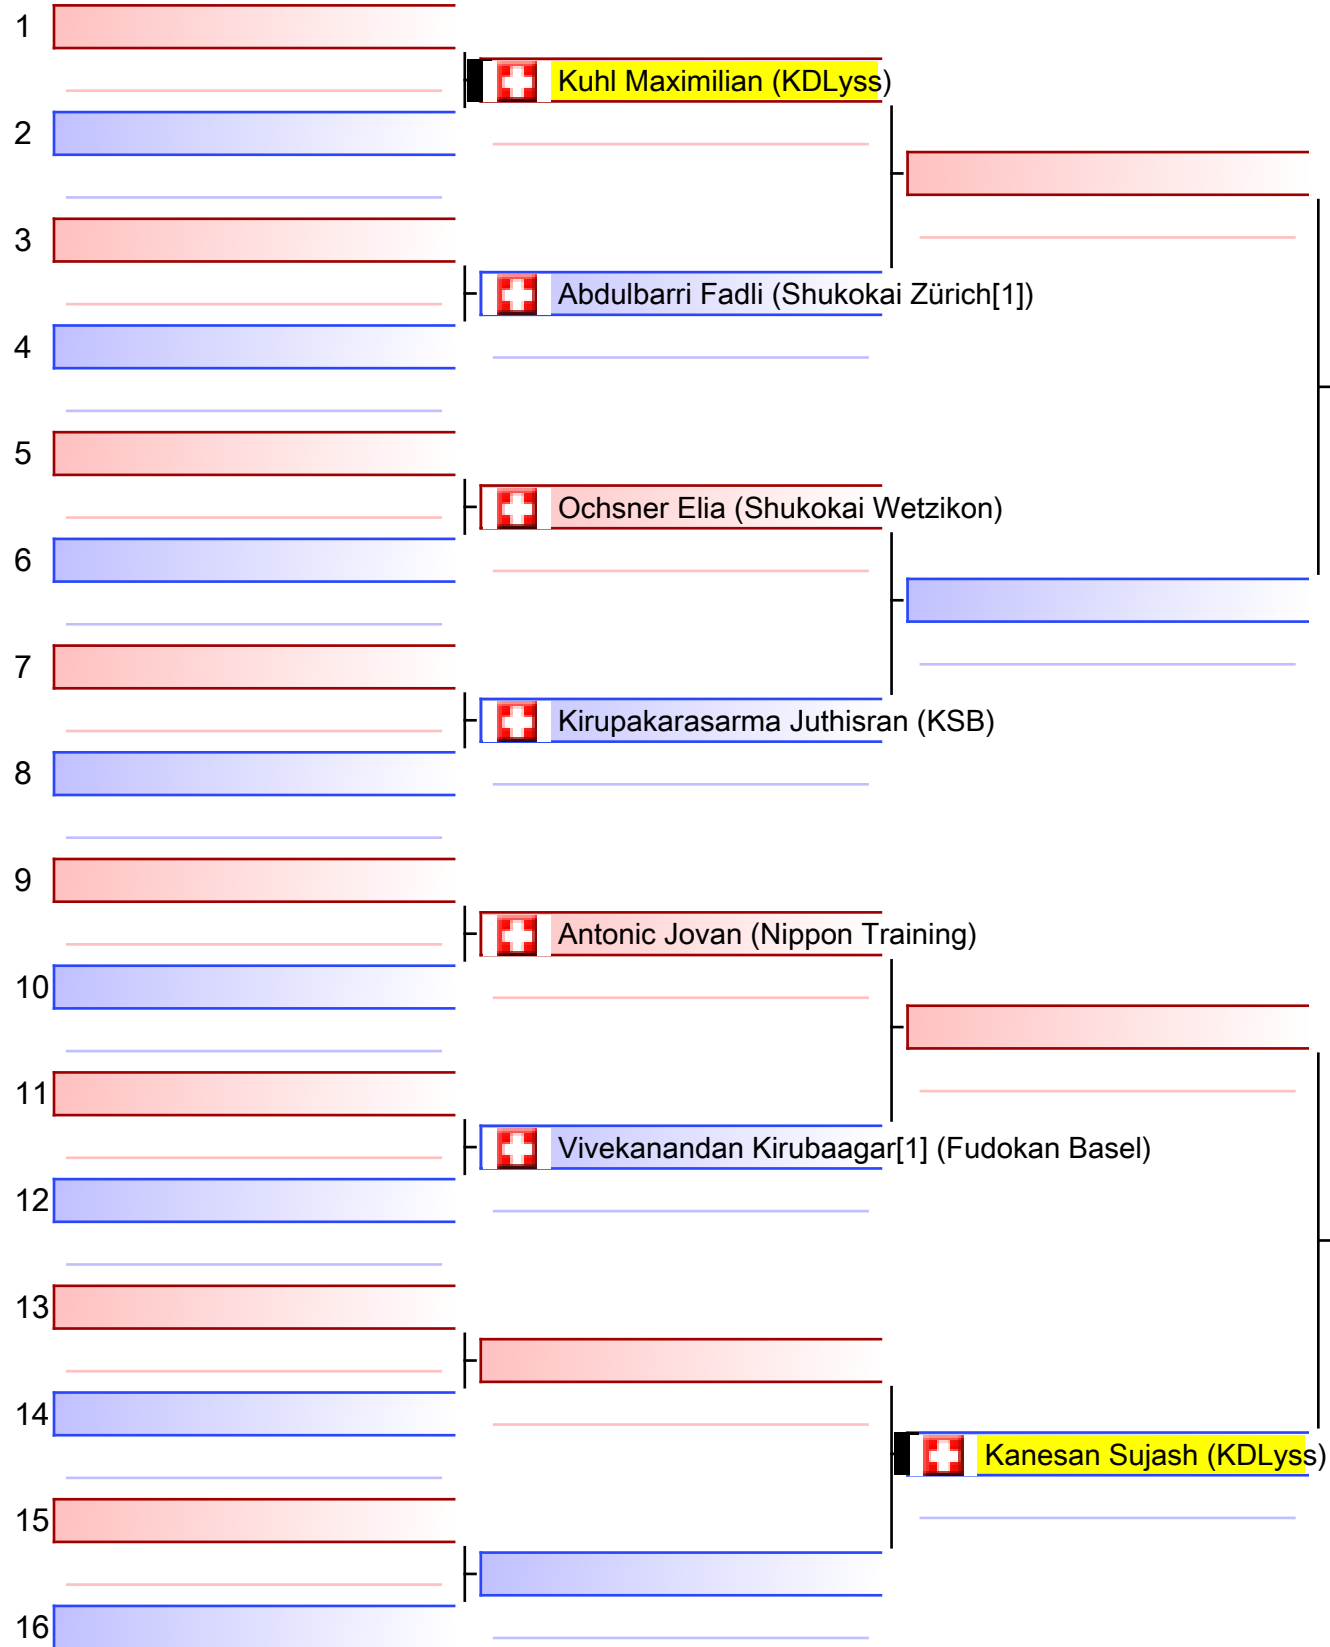 1
Kuhl Maximilian (KDLyss)
2
3
Abdulbarri Fadli (Shukokai Zürich[1])
4
5
Ochsner Elia (Shukokai Wetzikon)
6
7
Kirupakarasarma Juthisran (KSB)
8
9
Antonic Jovan (Nippon Training)
10
11
Vivekanandan Kirubaagar[1] (Fudokan Basel)
12
13
14
Kanesan Sujash (KDLyss)
15
16